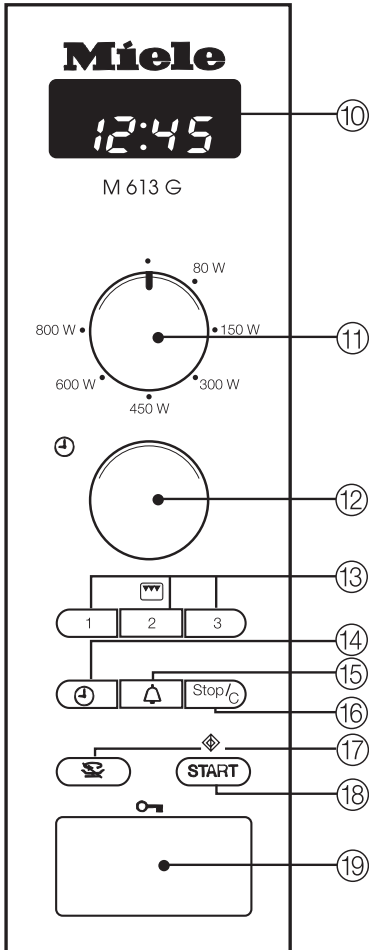 Miele
12:45
⑩
M 613 G
80 W
800 W
150 W
⑪
600 W
300 W
450 W
⑫
⑬
1 2 3
⑭
⑮
Stop/C
⑯
⑰
START
⑱
⑲